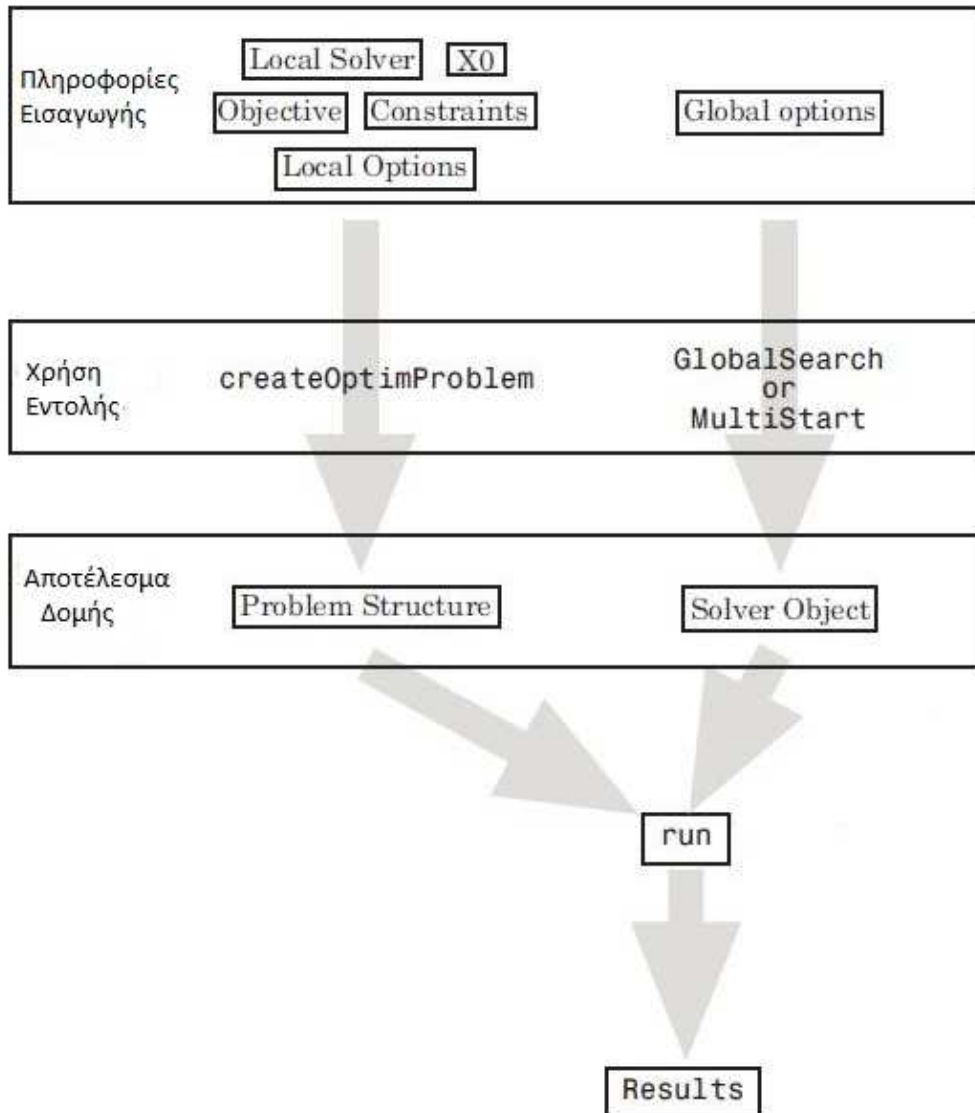 Πληροφορίες
Εισαγωγής
Local Solver X0
Objective Constraints
Local Options
Global options
Χρήση
Εντολής
createOptimProblem
GlobalSearch
or
MultiStart
Αποτέλεσμα
Δομής
Problem Structure
Solver Object
run
Results